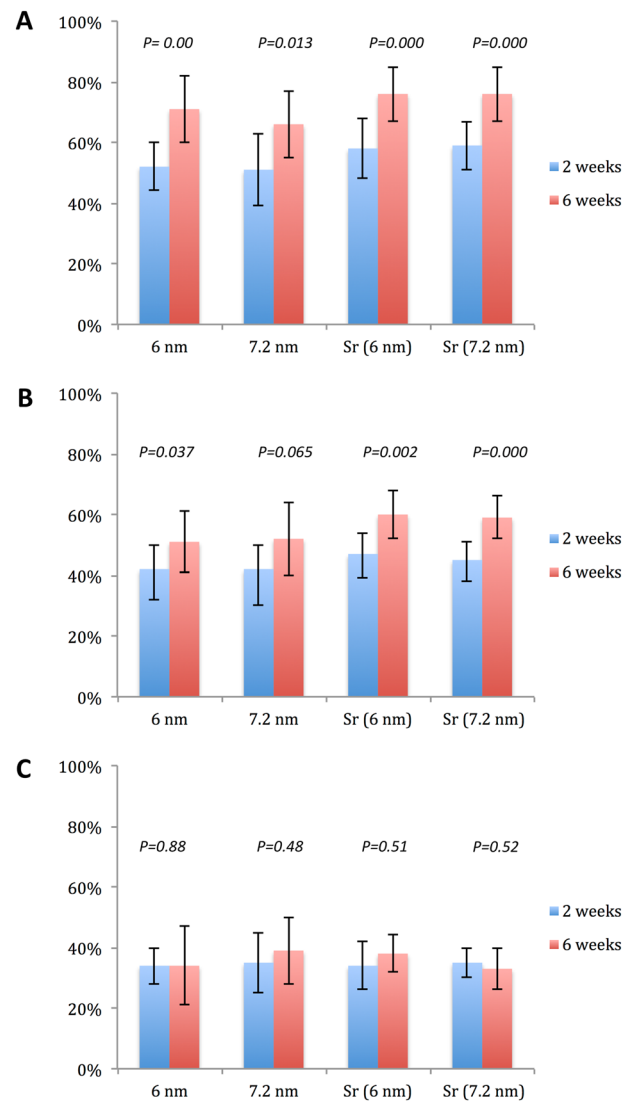 A
100%
P= 0.00 P=0.013 P=0.000 P=0.000
80%
60%
2 weeks
40%
6 weeks
20%
0%
6 nm 7.2 nm Sr (6 nm) Sr (7.2 nm)
B
100%
80%
P=0.037 P=0.065 P=0.002 P=0.000
60%
2 weeks
40%
6 weeks
20%
0%
6 nm 7.2 nm Sr (6 nm) Sr (7.2 nm)
C
100%
80%
P=0.88 P=0.48 P=0.51 P=0.52
60%
2 weeks
40%
6 weeks
20%
0%
6 nm 7.2 nm Sr (6 nm) Sr (7.2 nm)